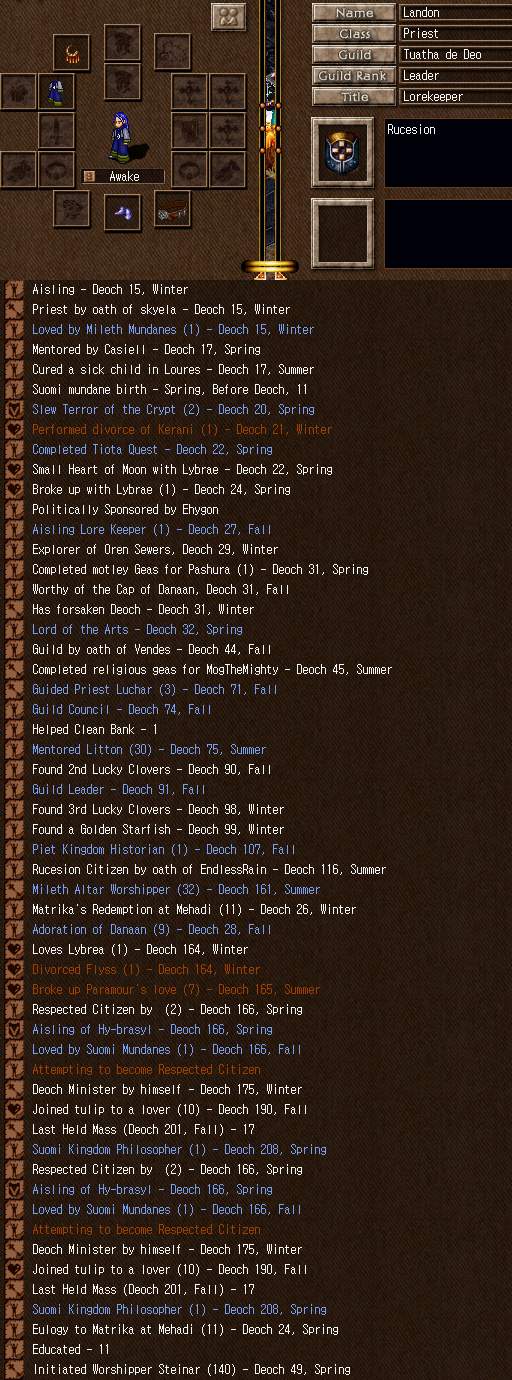 Name Landon
Class Priest
Guild Tuatha de Deo
Guild Rank Leader
Title Lorekeeper
Rucesion
Awake
Aisling - Deoch 15, Winter
Priest by oath of skyela - Deoch 15, Winter
Loved by Mileth Mundanes (1) - Deoch 15, Winter
Mentored by Casiell - Deoch 17, Spring
Cured a sick child in Loures - Deoch 17, Summer
Suomi mundane birth - Spring, Before Deoch, 11
Slew Terror of the Crypt (2) - Deoch 20, Spring
Performed divorce of Kerani (1) - Deoch 21, Winter
Completed Tiota Quest - Deoch 22, Spring
Small Heart of Moon with Lybrae - Deoch 22, Spring
Broke up with Lybrae (1) - Deoch 24, Spring
Politically Sponsored by Ehygon
Aisling Lore Keeper (1) - Deoch 27, Fall
Explorer of Oren Sewers, Deoch 29, Winter
Completed motley Geas for Pashura (1) - Deoch 31, Spring
Worthy of the Cap of Danaan, Deoch 31, Fall
Has forsaken Deoch - Deoch 31, Winter
Lord of the Arts - Deoch 32, Spring
Guild by oath of Vendes - Deoch 44, Fall
Completed religious geas for MogTheMighty - Deoch 45, Summer
Guided Priest Luchar (3) - Deoch 71, Fall
Guild Council - Deoch 74, Fall
Helped Clean Bank - 1
Mentored Litton (30) - Deoch 75, Summer
Found 2nd Lucky Clovers - Deoch 90, Fall
Guild Leader - Deoch 91, Fall
Found 3rd Lucky Clovers - Deoch 98, Winter
Found a Golden Starfish - Deoch 99, Winter
Piet Kingdom Historian (1) - Deoch 107, Fall
Rucesion Citizen by oath of EndlessRain - Deoch 116, Summer
Mileth Altar Worshipper (32) - Deoch 161, Summer
Matrika's Redemption at Mehadi (11) - Deoch 26, Winter
Adoration of Danaan (9) - Deoch 28, Fall
Loves Lybrea (1) - Deoch 164, Winter
Divorced Flyss (1) - Deoch 164, Winter
Broke up Paramour's love (7) - Deoch 165, Summer
Respected Citizen by  (2) - Deoch 166, Spring
Aisling of Hy-brasyl - Deoch 166, Spring
Loved by Suomi Mundanes (1) - Deoch 166, Fall
Attempting to become Respected Citizen
Deoch Minister by himself - Deoch 175, Winter
Joined tulip to a lover (10) - Deoch 190, Fall
Last Held Mass (Deoch 201, Fall) - 17
Suomi Kingdom Philosopher (1) - Deoch 208, Spring
Respected Citizen by  (2) - Deoch 166, Spring
Aisling of Hy-brasyl - Deoch 166, Spring
Loved by Suomi Mundanes (1) - Deoch 166, Fall
Attempting to become Respected Citizen
Deoch Minister by himself - Deoch 175, Winter
Joined tulip to a lover (10) - Deoch 190, Fall
Last Held Mass (Deoch 201, Fall) - 17
Suomi Kingdom Philosopher (1) - Deoch 208, Spring
Eulogy to Matrika at Mehadi (11) - Deoch 24, Spring
Educated - 11
Initiated Worshipper Steinar (140) - Deoch 49, Spring